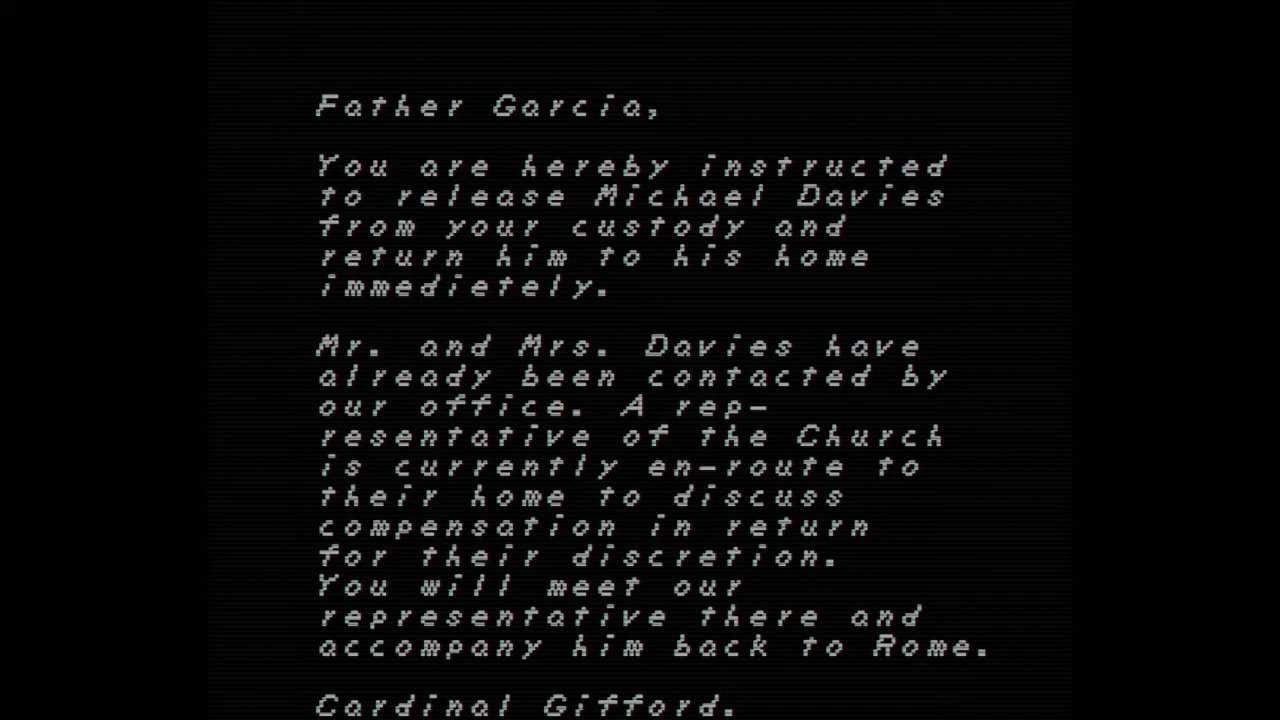 Father Garcia,
You are hereby instructed
to release Michael Davies
from your custody and
return him to his home
immedietely.
Mr. and Mrs. Davies have
already been contacted by
our office. A rep-
resentative of the Church
is currently en-route to
their home to discuss
compensation in return
for their discretion.
You will meet our
representative there and
accompany him back to Rome.
Cardinal Gifford.